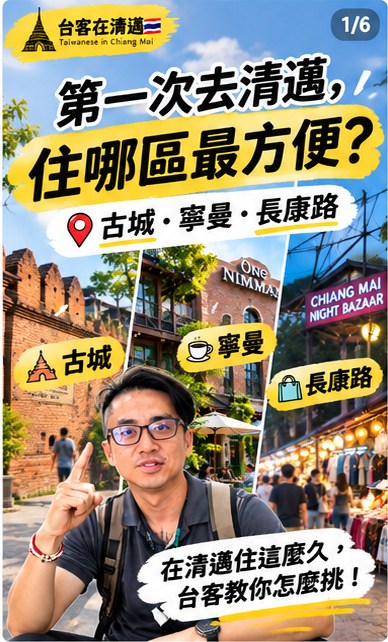 台客在清邁
Taiwanese in Chiang Mai
1/6
第一次去清邁，
住哪區最方便？
古城・寧曼・長康路
ONE
NIMMAN
CHIANG MAI
NIGHT BAZAAR
古城
寧曼
長康路
在清邁住這麼久，
台客教你怎麼挑！